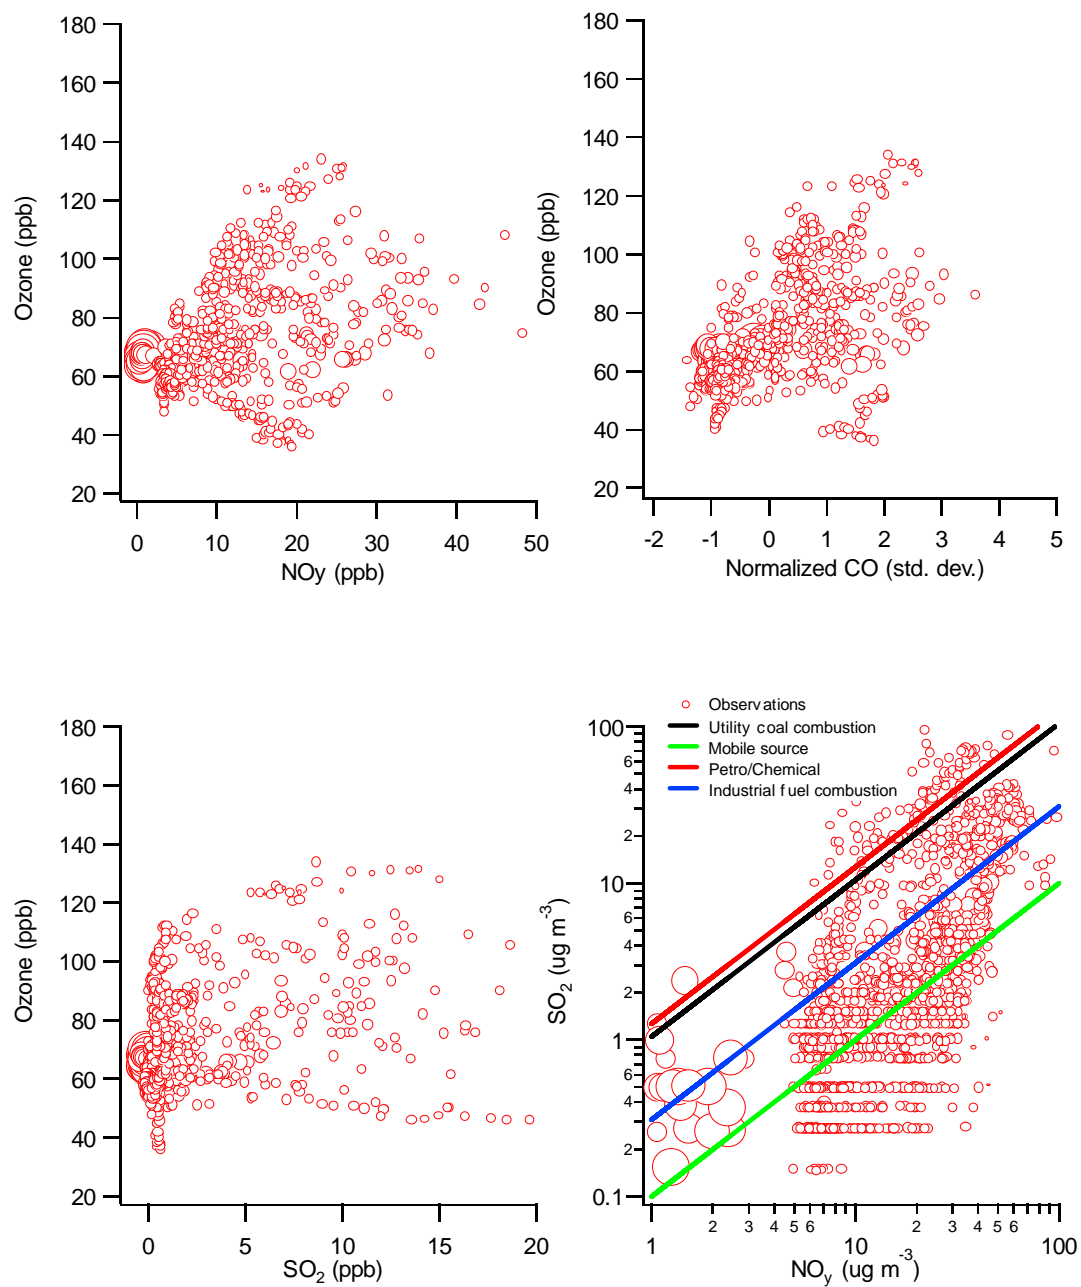 180
160
140
120
100
80
60
40
20
Ozone (ppb)
0 10 20 30 40 50
NOy (ppb)
180
160
140
120
100
80
60
40
20
Ozone (ppb)
-2 -1 0 1 2 3 4 5
Normalized CO (std. dev.)
180
160
140
120
100
80
60
40
20
Ozone (ppb)
0 5 10 15 20
SO2 (ppb)
Observations
Utility coal combustion
Mobile source
Petro/Chemical
Industrial fuel combustion
100
6
4
2
10
6
4
2
1
6
4
2
0.1
SO2 (ug m-3)
1 2 3 4 5 6 10 2 3 4 5 6 100
NOy (ug m-3)